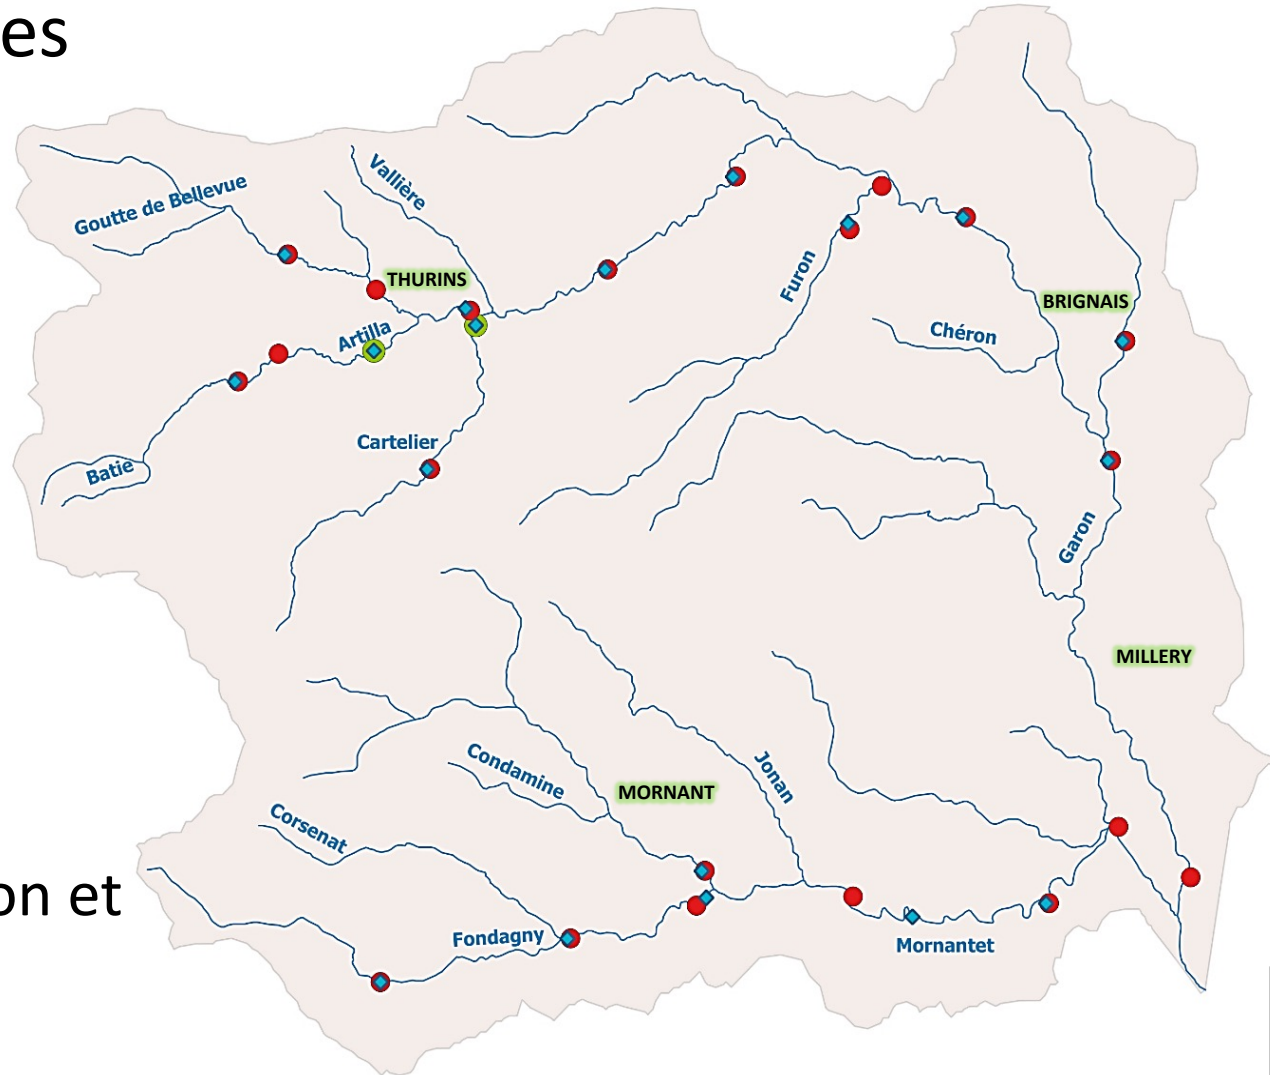 es
Vallière
Goutte de Bellevue
THURINS
Furon
BRIGNAIS
Artilla
Chéron
Cartelier
Batie
Garon
MILLERY
Condamine
Jonan
MORNANT
Corsenat
on et
Fondagny
Mornantet